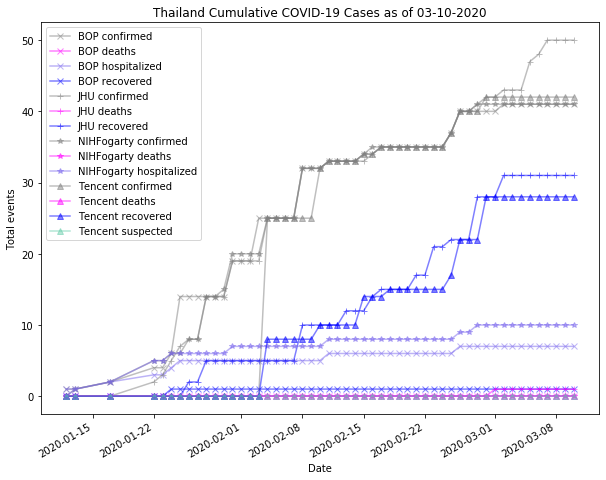 Thailand Cumulative COVID-19 Cases as of 03-10-2020
BOP confirmed
BOP deaths
BOP hospitalized
BOP recovered
JHU confirmed
JHU deaths
JHU recovered
NIHFogarty confirmed
NIHFogarty deaths
NIHFogarty hospitalized
Tencent confirmed
Tencent deaths
Tencent recovered
Tencent suspected
Total events
50
40
30
20
10
0
2020-01-15
2020-01-22
2020-02-01
2020-02-08
2020-02-15
2020-02-22
2020-03-01
2020-03-08
Date